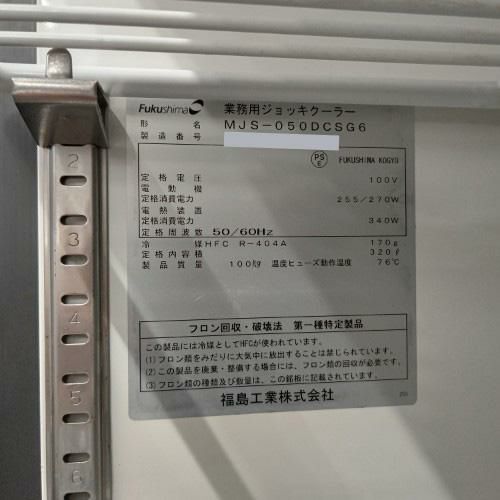 Fukushima 業務用ジョッキクーラー
形名 MJS-050DCSG6
製造番号
PS E FUKUSHIMA KOGYO
定格電圧 100V
電動機
定格消費電力 255/270W
電熱装置
定格消費電力 340W
定格周波数 50/60Hz
冷媒 HFC R-404A 170g
定格内容積 320ℓ
製品質量 100kg 温度ヒューズ動作温度 76℃
フロン回収・破壊法 第一種特定製品
この製品には冷媒としてHFCが使われています。
(1) フロン類をみだりに大気中に放出することは禁じられています。
(2) この製品を廃棄・整備する場合には、フロン類の回収が必要です。
(3) フロン類の種類及び数量は、この銘板に記載されています。
福島工業株式会社
2
3
4
5
6